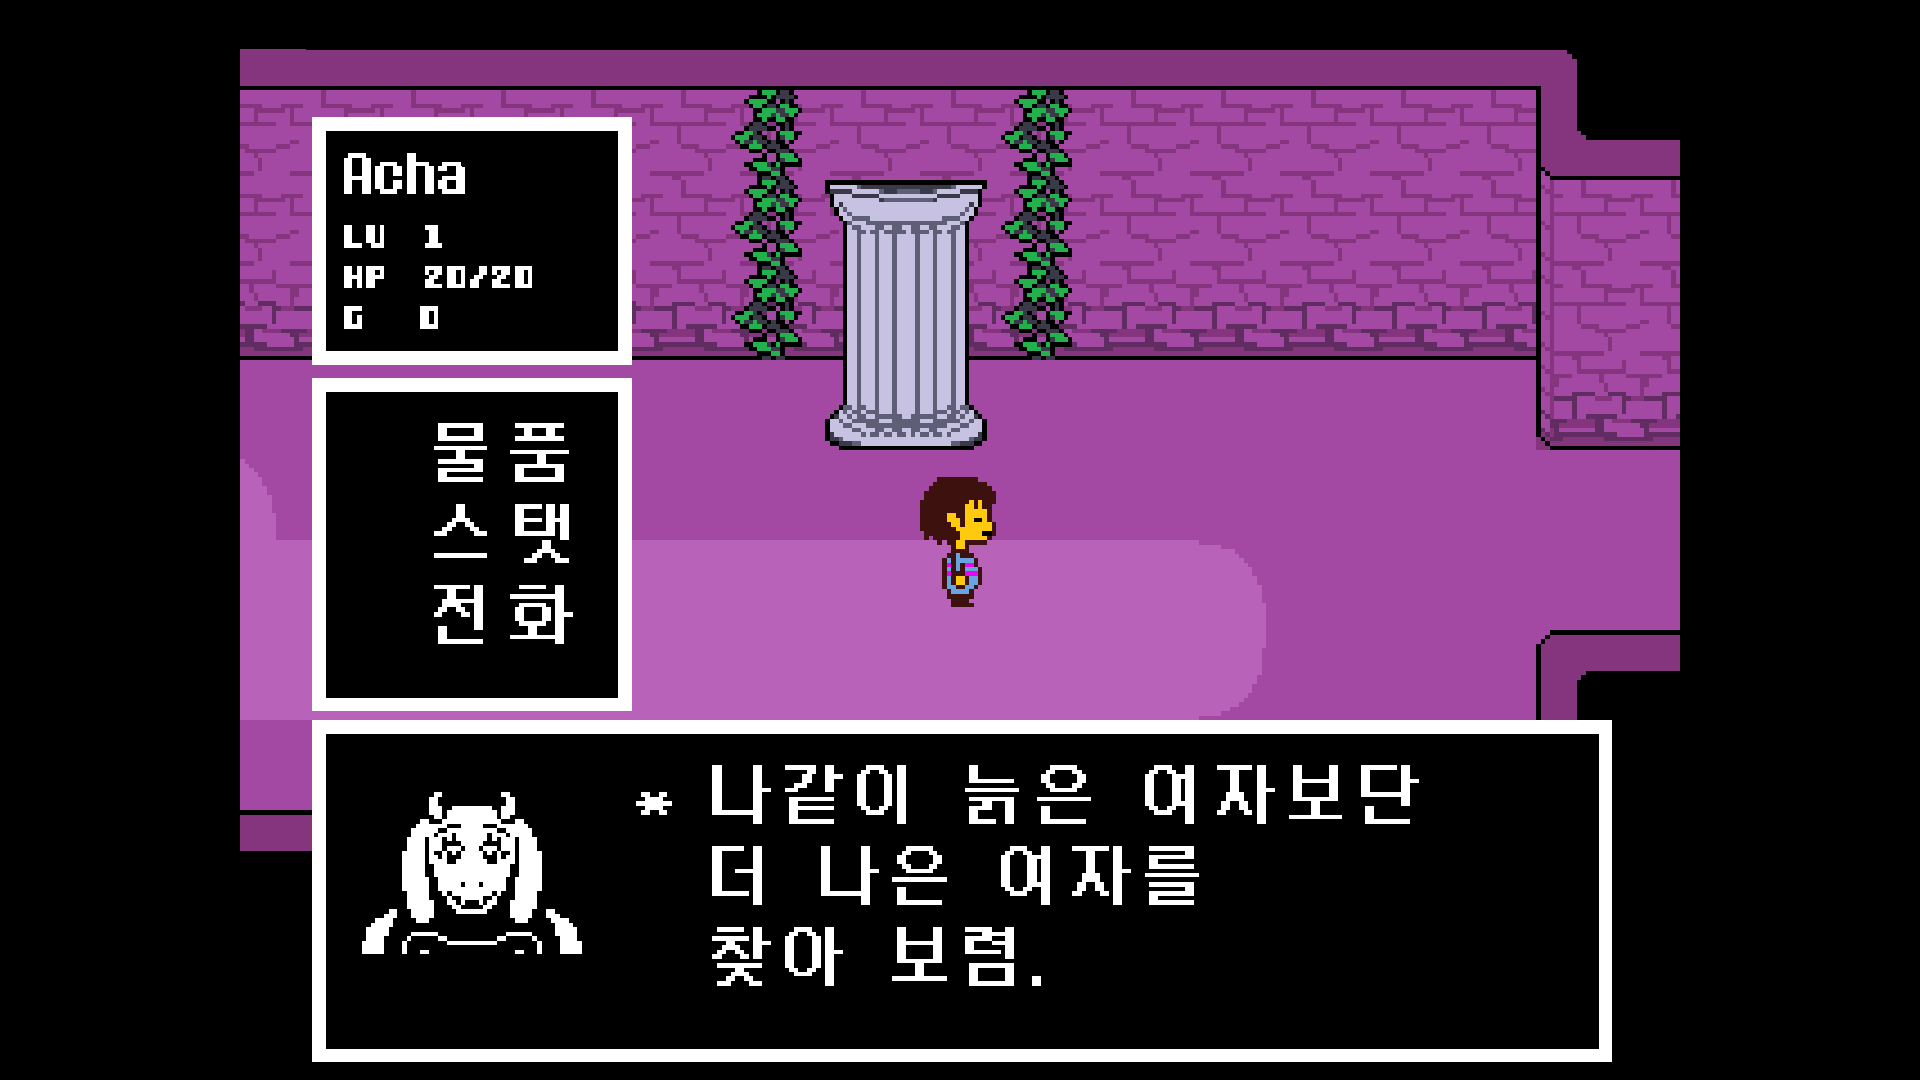 Acha
LV 1
HP 20/20
G 0
물품
스탯
전화
* 나같이 늙은 여자보단
더 나은 여자를
찾아 보렴.